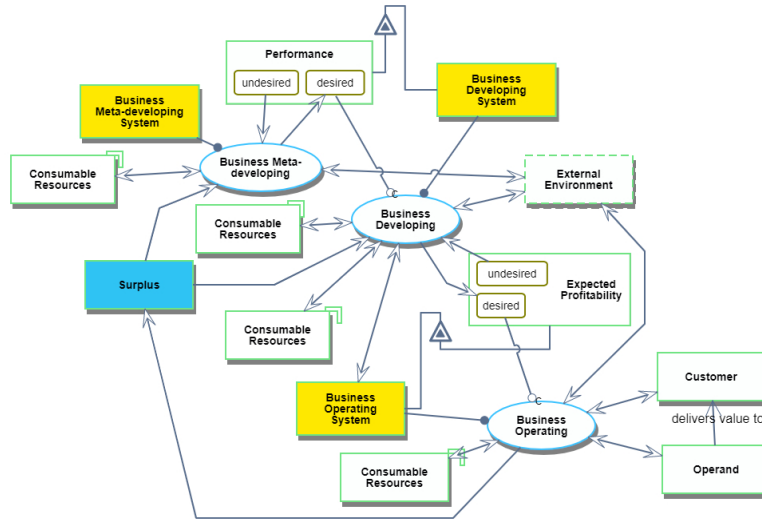 Performance
undesired
desired
Business
Developing
System
Business
Meta-developing
System
Business Meta-
developing
Consumable
Resources
External
Environment
Consumable
Resources
C
Business
Developing
Surplus
undesired
desired
Expected
Profitability
Consumable
Resources
Business
Operating
System
C
Business
Operating
Customer
delivers value to
Operand
Consumable
Resources